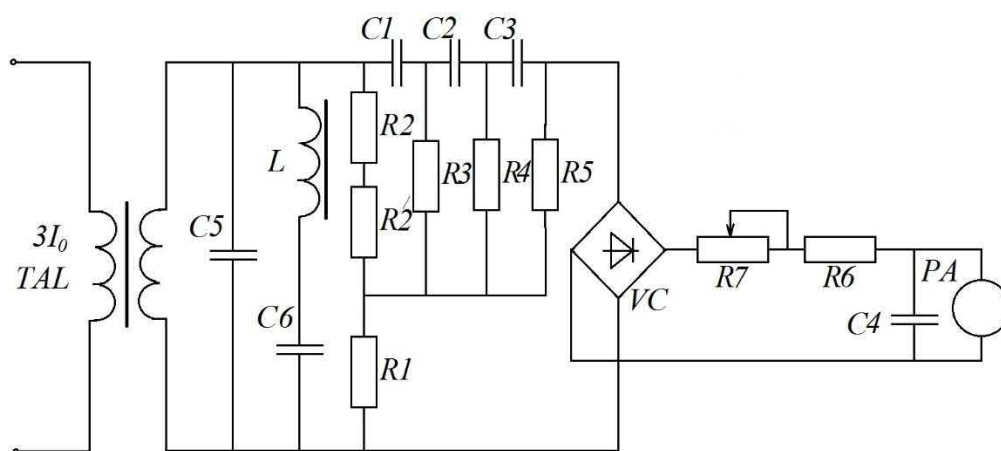 C1 C2 C3
R2
L R3 R4 R5
R2
3I₀ C5
TAL
R7 R6 PA
VC
C6 C4
R1